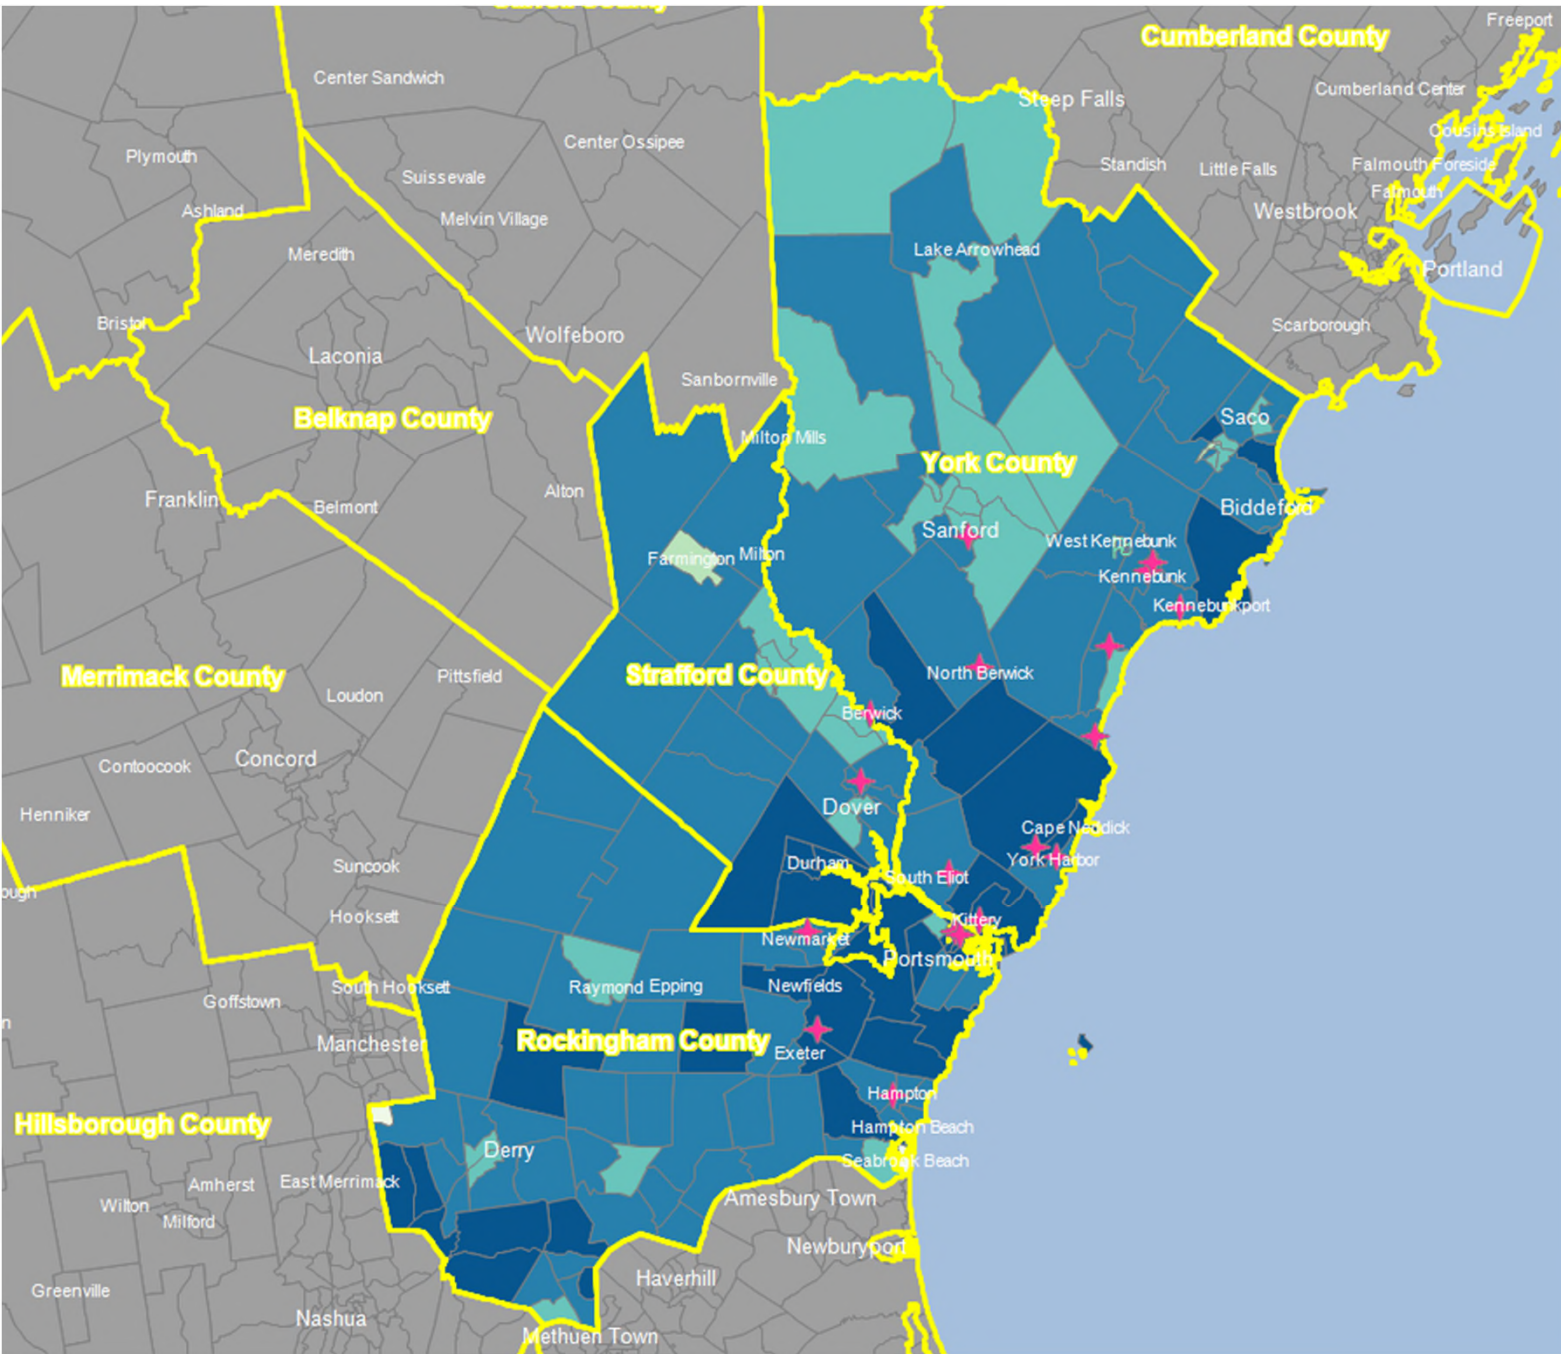 Freeport
Cumberland County
Center Sandwich
Cumberland Center
Steep Falls
Cousins Island
Center Ossipee
Plymouth
Standish
Little Falls
Falmouth Foreside
Suissevale
Falmouth
Ashland
Melvin Village
Westbrook
Meredith
Lake Arrowhead
Portland
Bristol
Scarborough
Wolfeboro
Laconia
Sanbornville
Belknap County
Saco
Milton Mills
York County
Alton
Franklin
Belmont
Biddeford
Sanford
West Kennebunk
Farmington
Milton
Kennebunk
Kennebunkport
Merrimack County
Strafford County
Pittsfield
North Berwick
Loudon
Berwick
Concord
Contoocook
Dover
Henniker
Cape Neddick
Suncook
Durham
York Harbor
South Eliot
ough
Hooksett
Kittery
Newmarket
Portsmouth
South Hooksett
Raymond
Epping
Newfields
Goffstown
n
Rockingham County
Manchester
Exeter
Hampton
Hillsborough County
Hampton Beach
Derry
Seabrook Beach
Amherst
East Merrimack
Amesbury Town
Wilton
Milford
Newburyport
Haverhill
Greenville
Nashua
Methuen Town